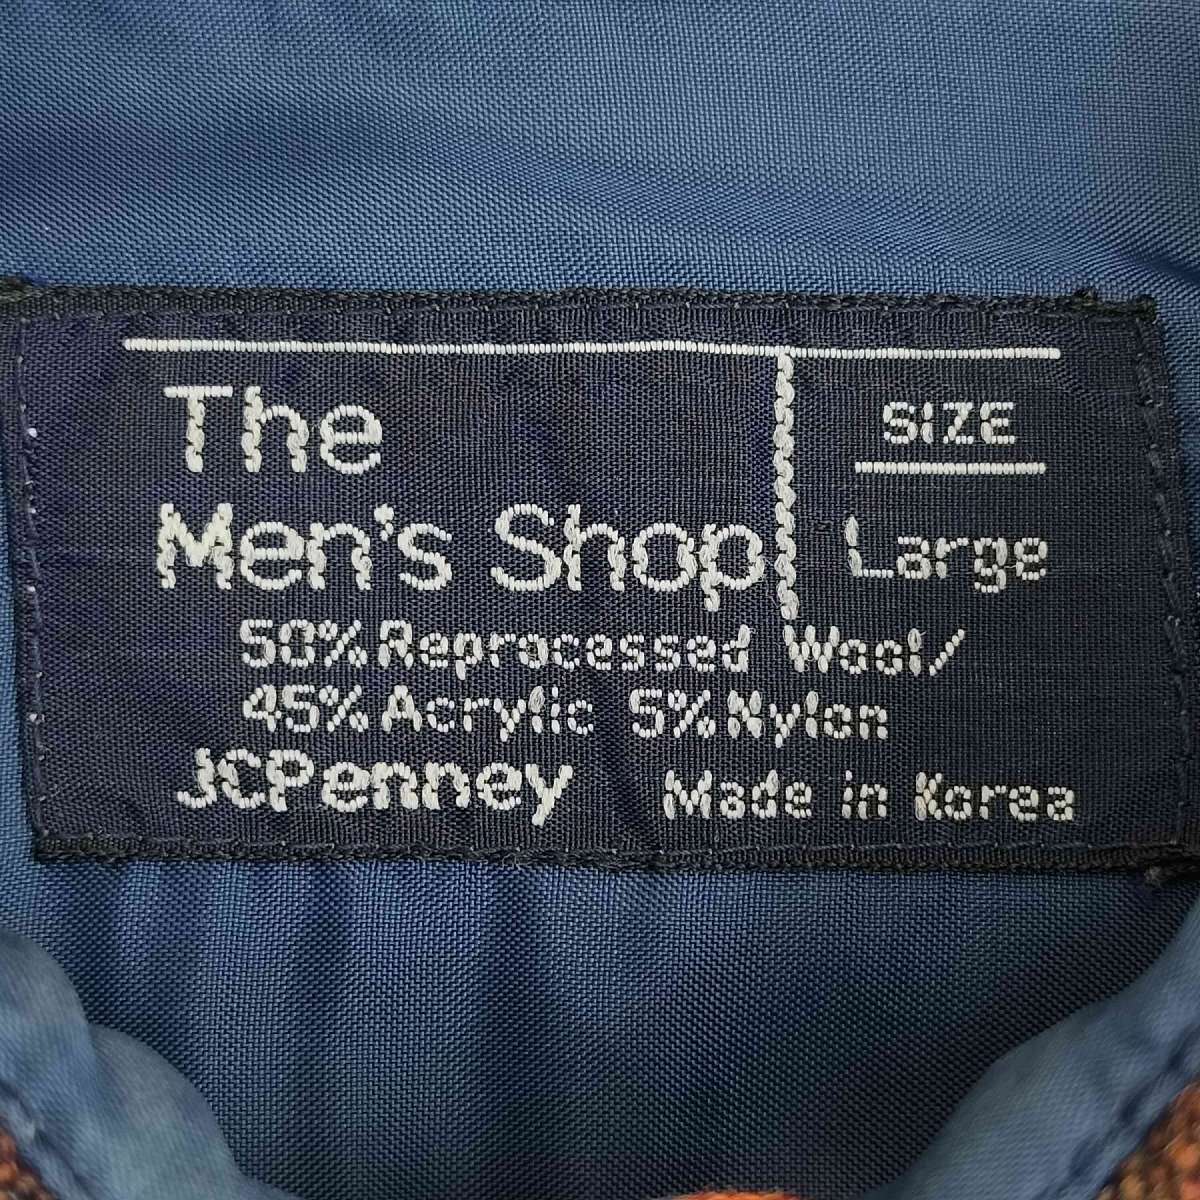 The
Men's Shop
SIZE
Large
50% Reprocessed Wool/
45% Acrylic 5% Nylon
JCPenney Made in Korea